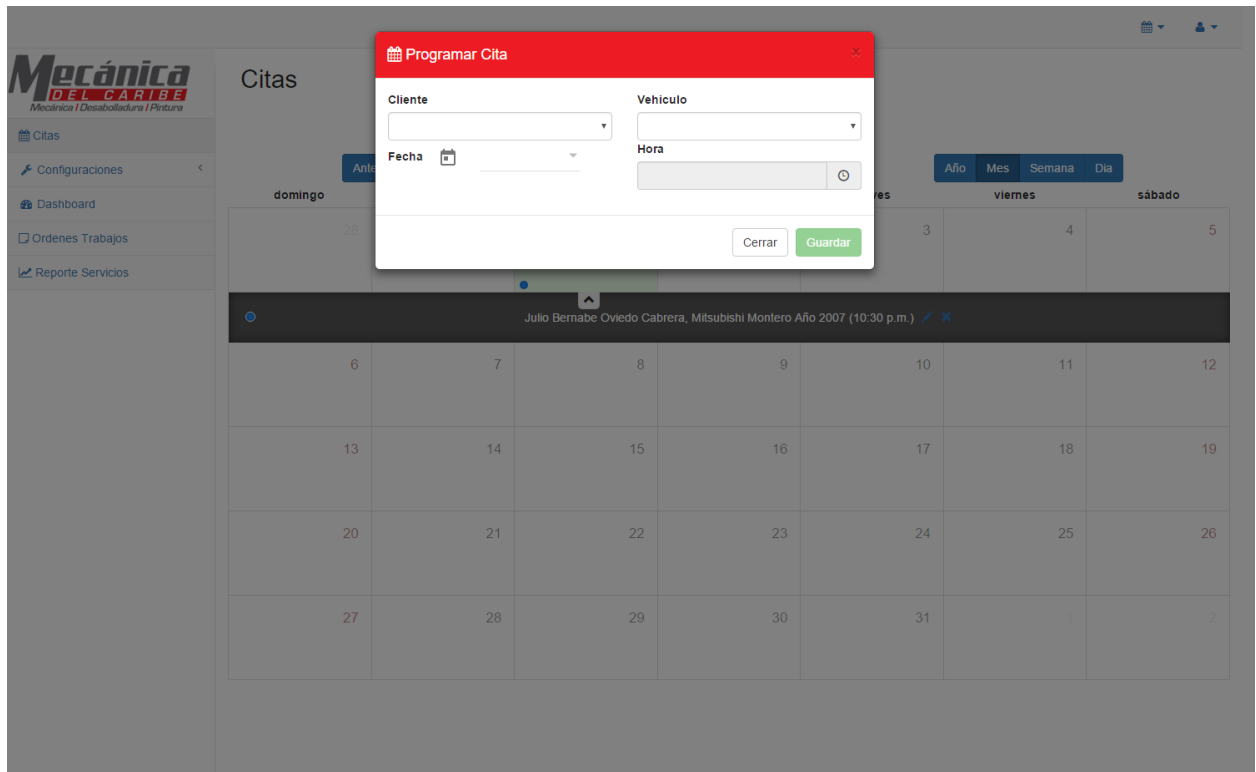 Programar Cita ×
Mecánica
DEL CARIBE
Mecánica I Desabolladura I Pintura
Citas
Cliente Vehiculo
Citas
Fecha Hora
Configuraciones
Año Mes Semana Dia
Dashboard
domingo viernes sábado
Ordenes Trabajos
28 3 4 5
Cerrar Guardar
Reporte Servicios
Julio Bernabe Oviedo Cabrera, Mitsubishi Montero Año 2007 (10:30 p.m.)
6 7 8 9 10 11 12
13 14 15 16 17 18 19
20 21 22 23 24 25 26
27 28 29 30 31 1 2